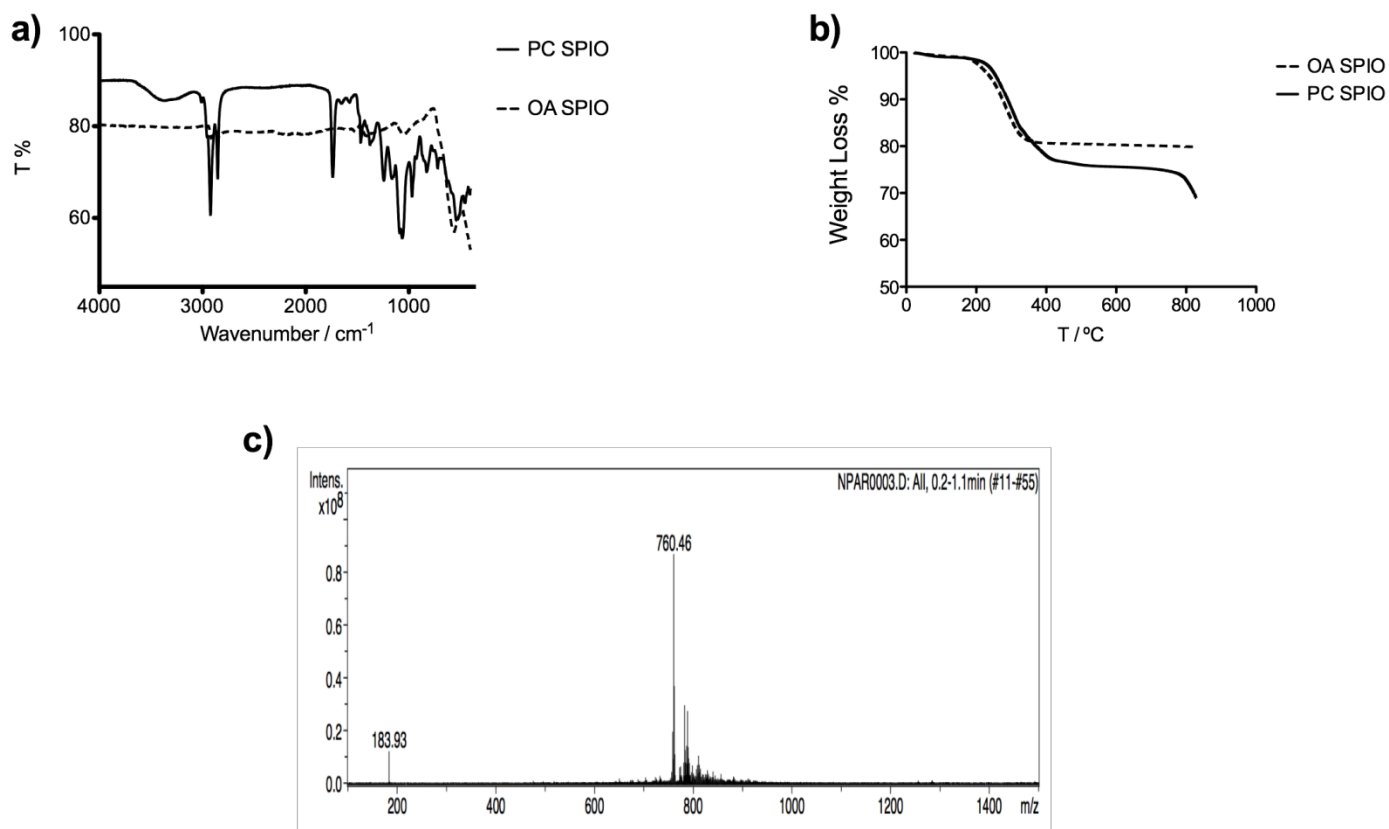 a)
100
80
60
T %
4000 3000 2000 1000
Wavenumber / cm⁻¹
PC SPIO
OA SPIO
b)
100
90
80
70
60
50
Weight Loss %
0 200 400 600 800 1000
T / ºC
OA SPIO
PC SPIO
c)
Intens.
x10⁸
0.8
0.6
0.4
0.2
0.0
NPAR0003.D: All, 0.2-1.1min (#11-#55)
760.46
183.93
200 400 600 800 1000 1200 1400 m/z